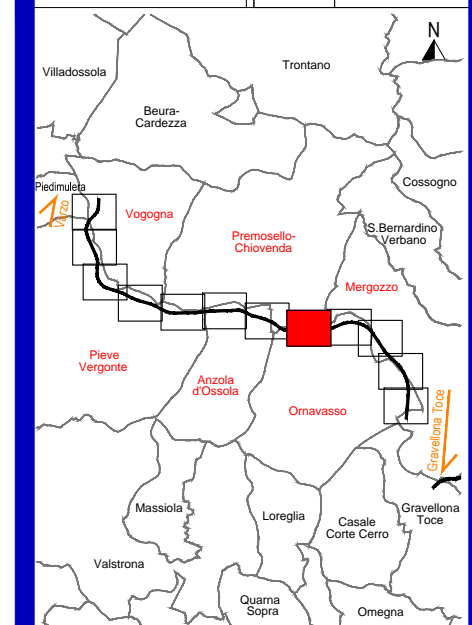 N
Villadossola
Trontano
Beura-
Cardezza
Piedimulera
Varzo
Vogogna
Cossogno
Premosello-
Chiovenda
S.Bernardino
Verbano
Mergozzo
Pieve
Vergonte
Anzola
d'Ossola
Ornavasso
Gravellona Toce
Massiola
Loreglia
Casale
Corte Cerro
Gravellona
Toce
Valstrona
Quarna
Sopra
Omegna